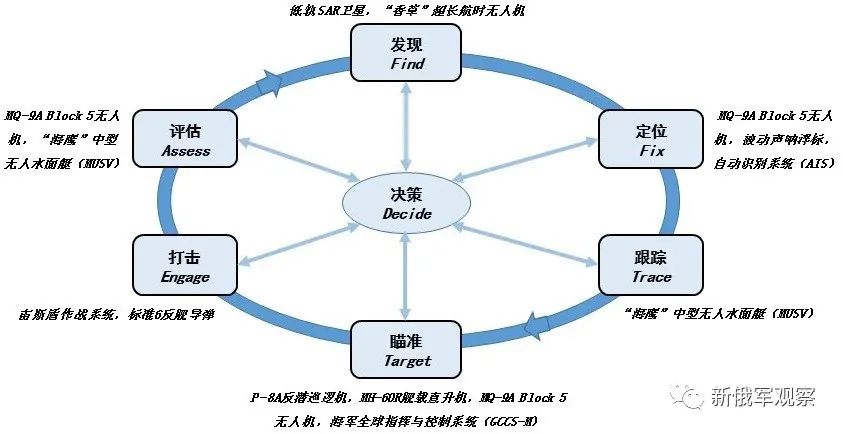 低轨SAR卫星，“香草”超长航时无人机
发现
Find
MQ-9A Block 5无人
机，“海鹰”中型
无人水面艇（MUSV）
评估
Assess
定位
Fix
MQ-9A Block 5无人
机，波动声呐浮标，
自动识别系统（AIS）
决策
Decide
打击
Engage
跟踪
Trace
宙斯盾作战系统，标准6反舰导弹
“海鹰”中型无人水面艇（MUSV）
瞄准
Target
P-8A反潜巡逻机，MH-60R舰载直升机，MQ-9A Block 5
无人机，海军全球指挥与控制系统（GCCS-M）
新俄军观察